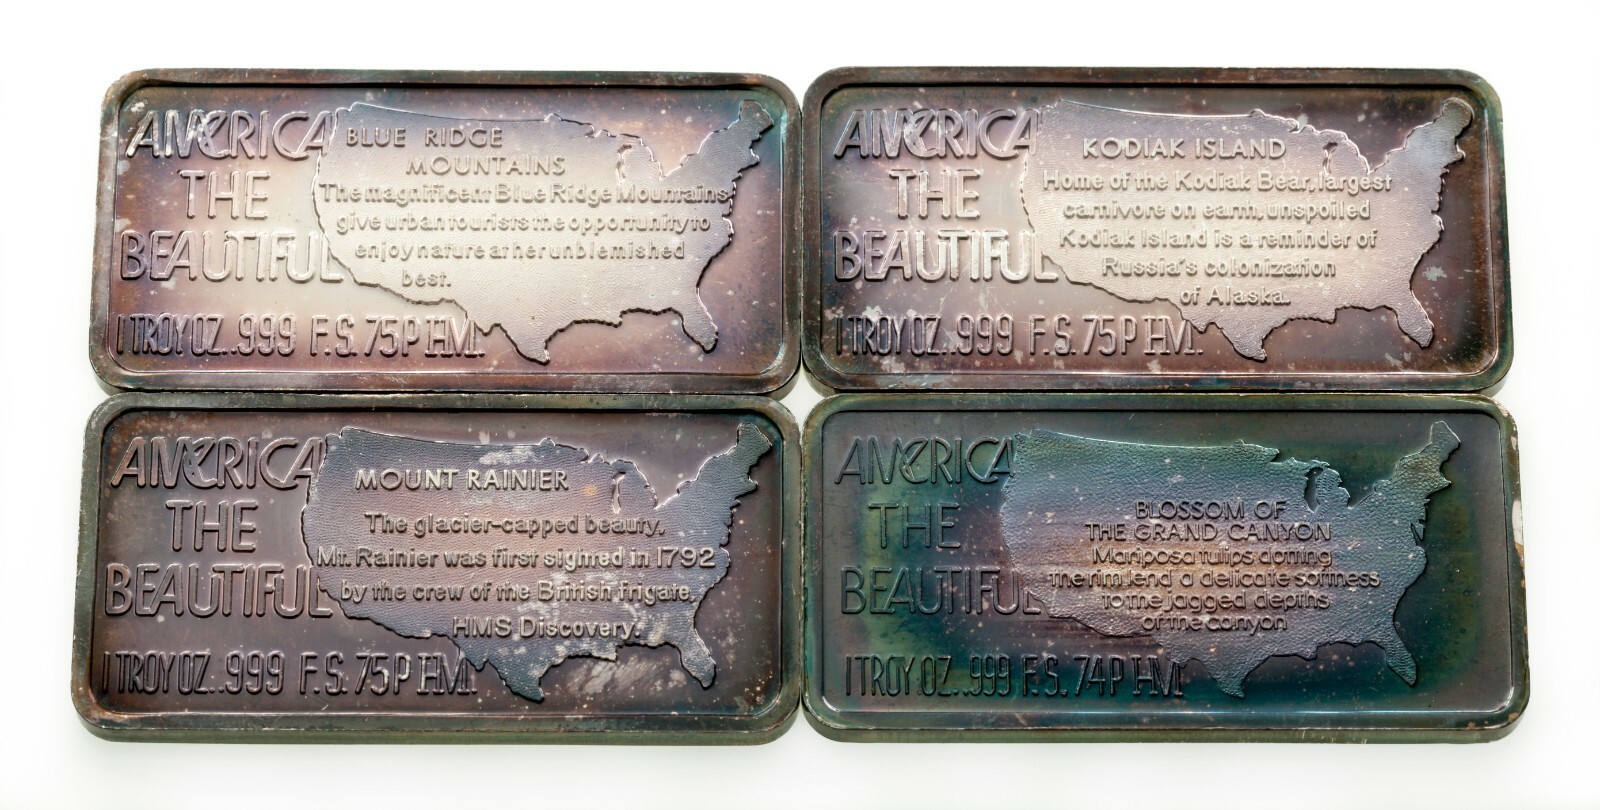 AMERICA
THE
BEAUTIFUL
1 TROY OZ. .999 F.S. 75P HM.
BLUE RIDGE
MOUNTAINS
The magnificent Blue Ridge Mountains
give urban tourists the opportunity to
enjoy nature at her unblemished
best.
AMERICA
THE
BEAUTIFUL
1 TROY OZ. .999 F.S. 75P HM.
KODIAK ISLAND
Home of the Kodiak Bear, largest
carnivore on earth, unspoiled
Kodiak Island is a reminder of
Russia's colonization
of Alaska.
AMERICA
THE
BEAUTIFUL
1 TROY OZ. .999 F.S. 75P HM.
MOUNT RAINIER
The glacier-capped beauty,
Mt. Rainier was first sighted in 1792
by the crew of the British frigate,
HMS Discovery.
AMERICA
THE
BEAUTIFUL
1 TROY OZ. .999 F.S. 74P HM
BLOSSOM OF
THE GRAND CANYON
Mariposa tulips dotting
the rim, lend a delicate softness
to the jagged depths
of the canyon